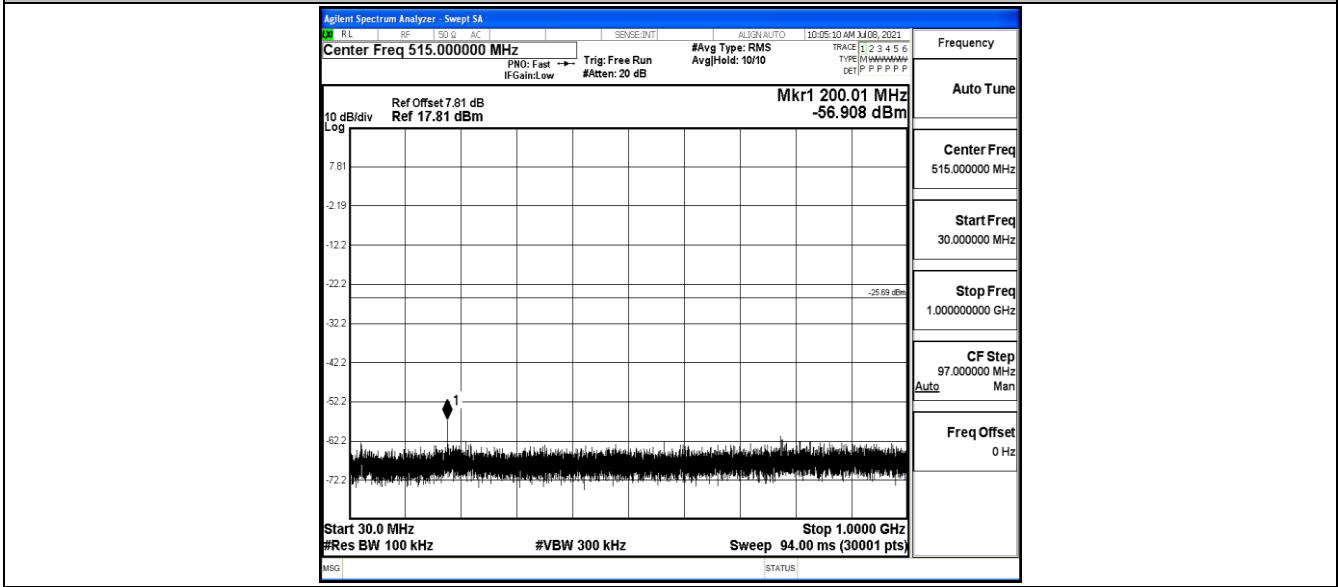 Agilent Spectrum Analyzer - Swept SA
LXI RL RF 50 Ω AC SENSE:INT ALIGN AUTO 10:05:10 AM Jul 08, 2021
Center Freq 515.000000 MHz
PNO: Fast
IFGain:Low
Trig: Free Run
#Atten: 20 dB
#Avg Type: RMS
Avg|Hold: 10/10
TRACE 1 2 3 4 5 6
TYPE M WWWWW
DET P P P P P P
Mkr1 200.01 MHz
-56.908 dBm
Ref Offset 7.81 dB
10 dB/div Ref 17.81 dBm
Log
7.81
-2.19
-12.2
-22.2
-25.69 dBm
-32.2
-42.2
-52.2
1
-62.2
-72.2
Start 30.0 MHz Stop 1.0000 GHz
#Res BW 100 kHz #VBW 300 kHz Sweep 94.00 ms (30001 pts)
MSG STATUS
Frequency
Auto Tune
Center Freq
515.000000 MHz
Start Freq
30.000000 MHz
Stop Freq
1.000000000 GHz
CF Step
97.000000 MHz
Auto Man
Freq Offset
0 Hz